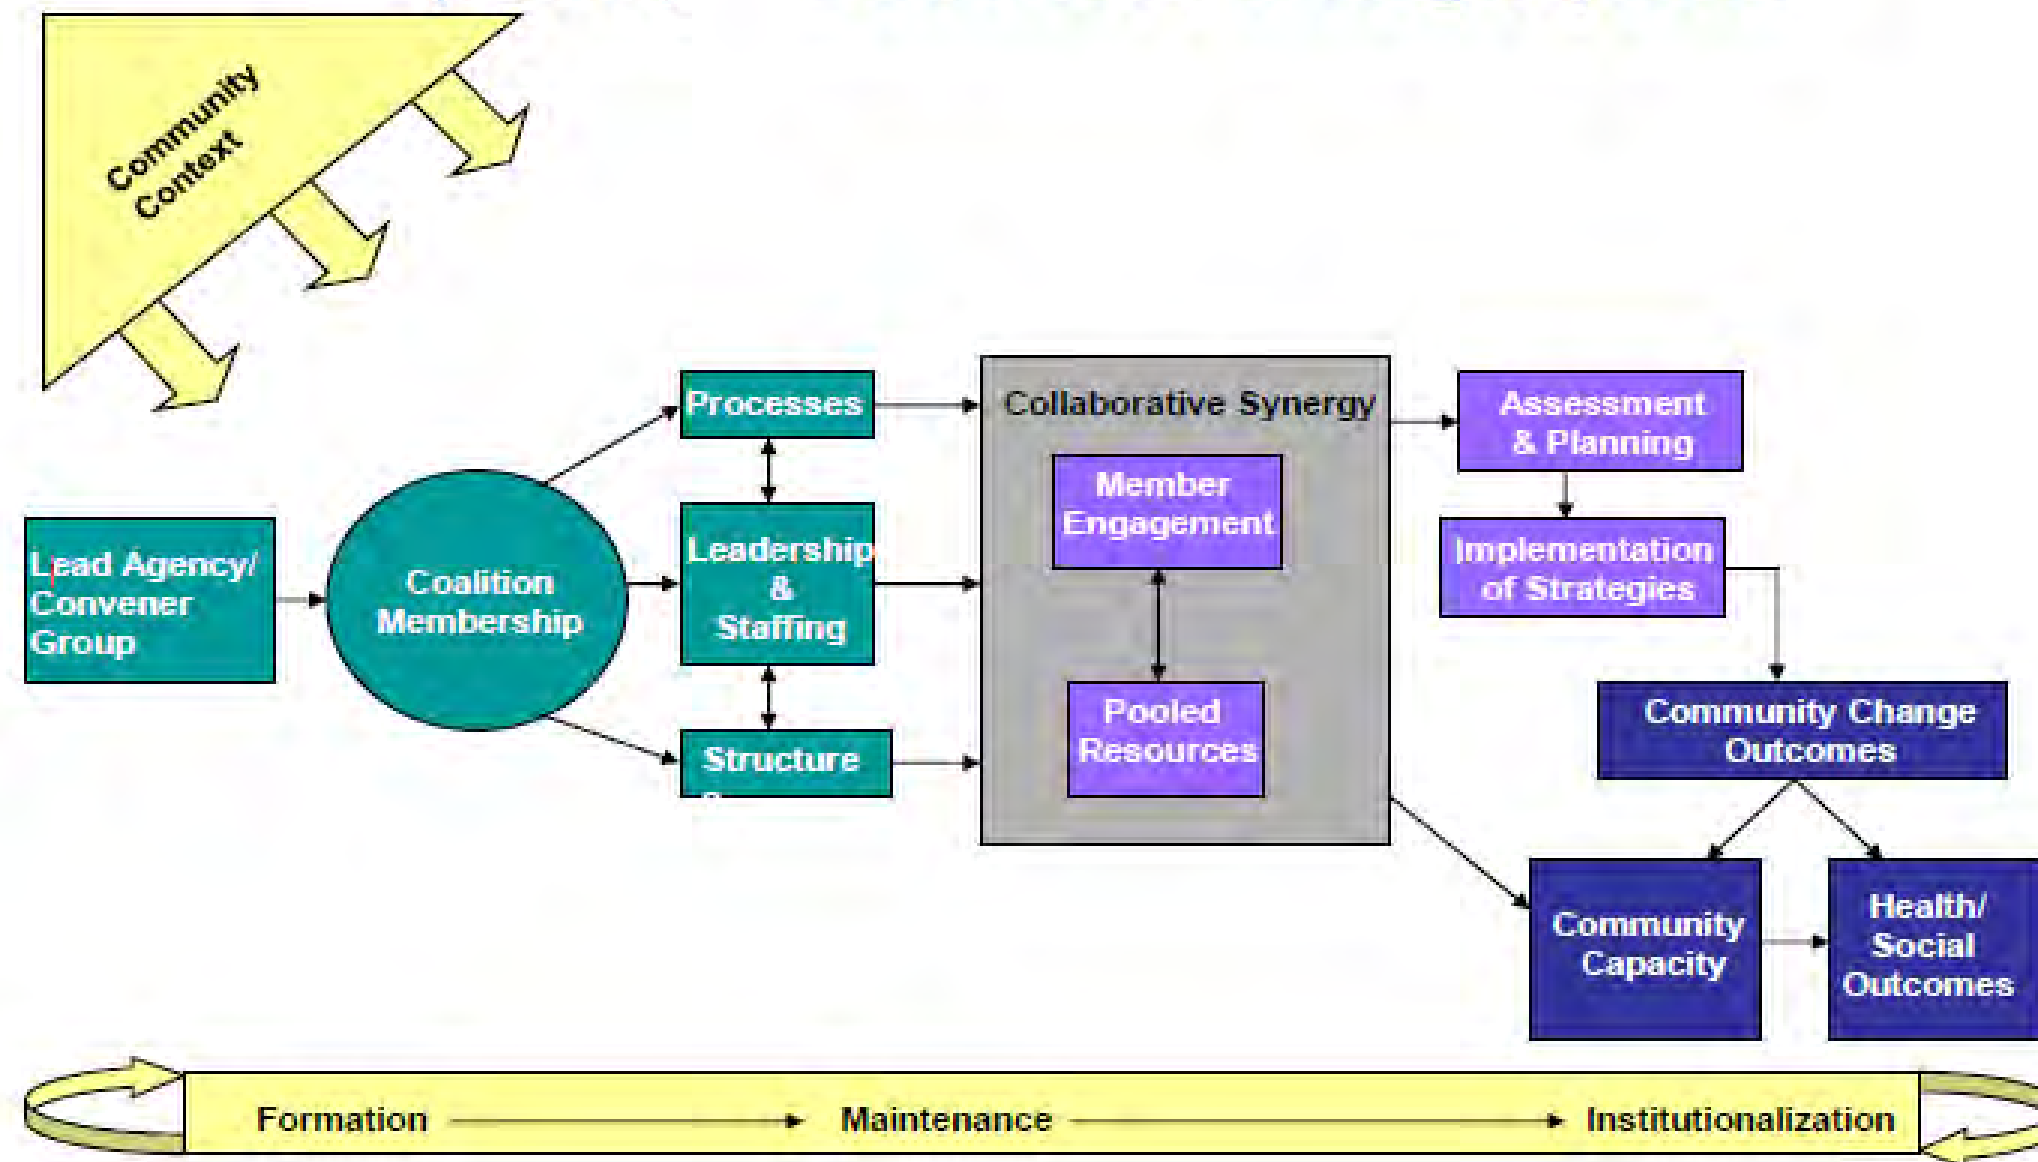 Community
Context
Processes
Collaborative Synergy
Assessment
& Planning
Member
Engagement
Lead Agency/
Convener
Group
Coalition
Membership
Leadership
&
Staffing
Implementation
of Strategies
Pooled
Resources
Structure
Community Change
Outcomes
Community
Capacity
Health/
Social
Outcomes
Formation
Maintenance
Institutionalization